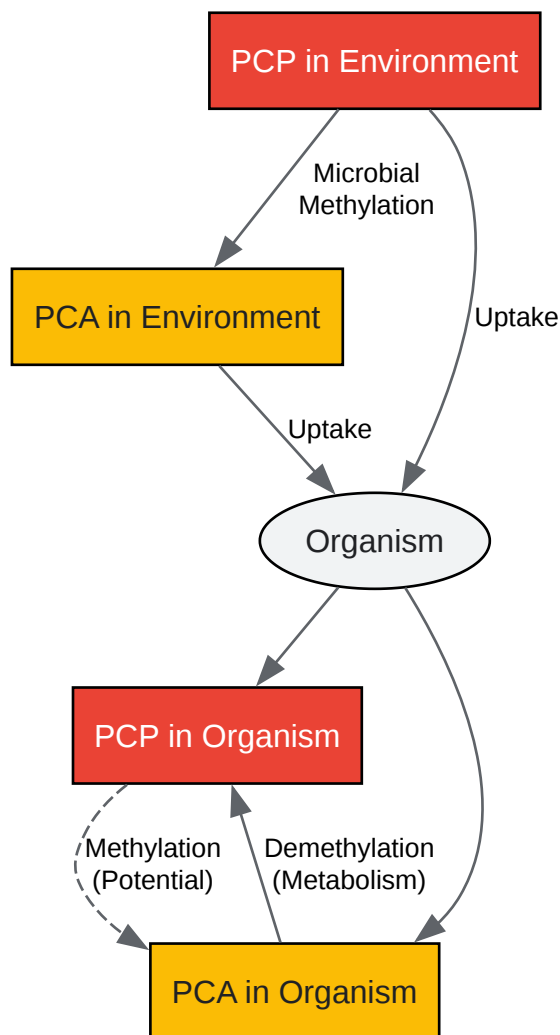 PCP in Environment
Microbial
Methylation
PCA in Environment
Uptake
Uptake
Organism
PCP in Organism
Methylation
(Potential)
Demethylation
(Metabolism)
PCA in Organism